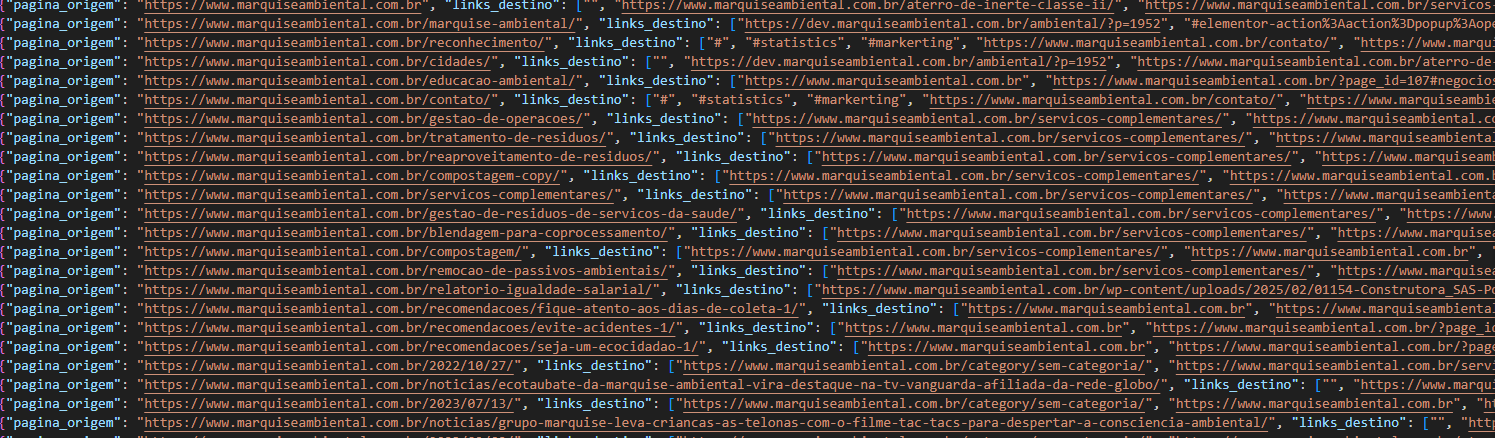 {"pagina_origem": "https://www.marquiseambiental.com.br", "links_destino": ["", "https://www.marquiseambiental.com.br/aterro-de-inerte-classe-ii/", "https://www.marquiseambiental.com.br/servicos-
{"pagina_origem": "https://www.marquiseambiental.com.br/marquise-ambiental/", "links_destino": ["https://dev.marquiseambiental.com.br/ambiental/?p=1952", "#elementor-action%3Aaction%3Dpopup%3Aope
{"pagina_origem": "https://www.marquiseambiental.com.br/reconhecimento/", "links_destino": ["#", "#statistics", "#markerting", "https://www.marquiseambiental.com.br/contato/", "https://www.marqui
{"pagina_origem": "https://www.marquiseambiental.com.br/cidades/", "links_destino": ["", "https://dev.marquiseambiental.com.br/ambiental/?p=1952", "https://www.marquiseambiental.com.br/aterro-de-
{"pagina_origem": "https://www.marquiseambiental.com.br/educacao-ambiental/", "links_destino": ["https://www.marquiseambiental.com.br", "https://www.marquiseambiental.com.br/?page_id=107#negocios
{"pagina_origem": "https://www.marquiseambiental.com.br/contato/", "links_destino": ["#", "#statistics", "#markerting", "https://www.marquiseambiental.com.br/contato/", "https://www.marquiseambien
{"pagina_origem": "https://www.marquiseambiental.com.br/gestao-de-operacoes/", "links_destino": ["https://www.marquiseambiental.com.br/servicos-complementares/", "https://www.marquiseambiental.com
{"pagina_origem": "https://www.marquiseambiental.com.br/tratamento-de-residuos/", "links_destino": ["https://www.marquiseambiental.com.br/servicos-complementares/", "https://www.marquiseambiental
{"pagina_origem": "https://www.marquiseambiental.com.br/reaproveitamento-de-residuos/", "links_destino": ["https://www.marquiseambiental.com.br/servicos-complementares/", "https://www.marquiseam
{"pagina_origem": "https://www.marquiseambiental.com.br/compostagem-copy/", "links_destino": ["https://www.marquiseambiental.com.br/servicos-complementares/", "https://www.marquiseambiental.com.b
{"pagina_origem": "https://www.marquiseambiental.com.br/servicos-complementares/", "links_destino": ["https://www.marquiseambiental.com.br/servicos-complementares/", "https://www.marquiseambienta
{"pagina_origem": "https://www.marquiseambiental.com.br/gestao-de-residuos-de-servicos-da-saude/", "links_destino": ["https://www.marquiseambiental.com.br/servicos-complementares/", "https://www
{"pagina_origem": "https://www.marquiseambiental.com.br/blendagem-para-coprocessamento/", "links_destino": ["https://www.marquiseambiental.com.br/servicos-complementares/", "https://www.marquise
{"pagina_origem": "https://www.marquiseambiental.com.br/compostagem/", "links_destino": ["https://www.marquiseambiental.com.br/servicos-complementares/", "https://www.marquiseambiental.com.br", "
{"pagina_origem": "https://www.marquiseambiental.com.br/remocao-de-passivos-ambientais/", "links_destino": ["https://www.marquiseambiental.com.br/servicos-complementares/", "https://www.marquise
{"pagina_origem": "https://www.marquiseambiental.com.br/relatorio-igualdade-salarial/", "links_destino": ["https://www.marquiseambiental.com.br/wp-content/uploads/2025/02/01154-Construtora_SAS-Po
{"pagina_origem": "https://www.marquiseambiental.com.br/recomendacoes/fique-atento-aos-dias-de-coleta-1/", "links_destino": ["https://www.marquiseambiental.com.br", "https://www.marquiseambiental
{"pagina_origem": "https://www.marquiseambiental.com.br/recomendacoes/evite-acidentes-1/", "links_destino": ["https://www.marquiseambiental.com.br", "https://www.marquiseambiental.com.br/?page_id
{"pagina_origem": "https://www.marquiseambiental.com.br/recomendacoes/seja-um-ecocidadao-1/", "links_destino": ["https://www.marquiseambiental.com.br", "https://www.marquiseambiental.com.br/?page
{"pagina_origem": "https://www.marquiseambiental.com.br/2022/10/27/", "links_destino": ["https://www.marquiseambiental.com.br/category/sem-categoria/", "https://www.marquiseambiental.com.br/serv
{"pagina_origem": "https://www.marquiseambiental.com.br/noticias/ecotaubate-da-marquise-ambiental-vira-destaque-na-tv-vanguarda-afiliada-da-rede-globo/", "links_destino": ["", "https://www.marqui
{"pagina_origem": "https://www.marquiseambiental.com.br/2023/07/13/", "links_destino": ["https://www.marquiseambiental.com.br/category/sem-categoria/", "https://www.marquiseambiental.com.br", "ht
{"pagina_origem": "https://www.marquiseambiental.com.br/noticias/grupo-marquise-leva-criancas-as-telonas-com-o-filme-tac-tacs-para-despertar-a-consciencia-ambiental/", "links_destino": ["", "http